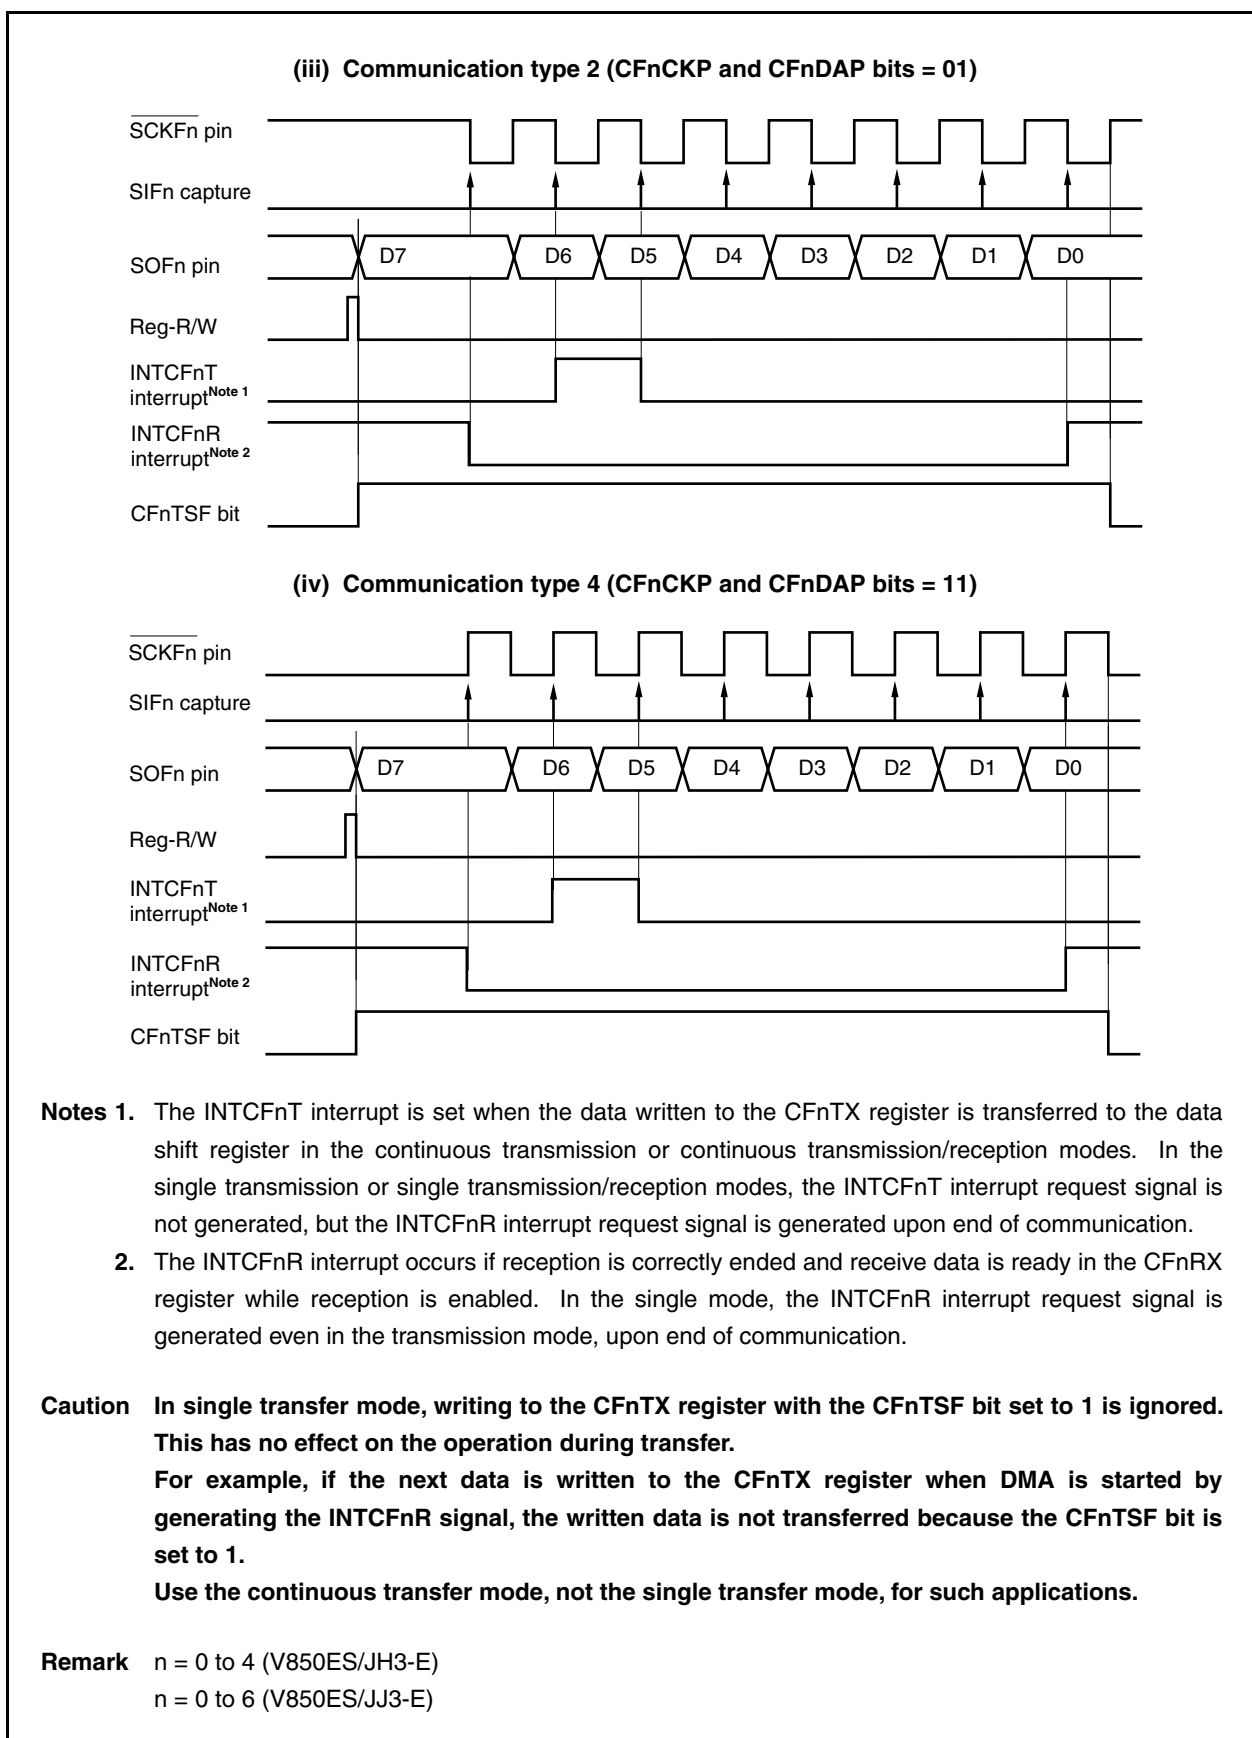 (iii) Communication type 2 (CFnCKP and CFnDAP bits = 01)
SCKFn pin
SIFn capture
SOFn pin
D7 D6 D5 D4 D3 D2 D1 D0
Reg-R/W
INTCFnT
interruptNote 1
INTCFnR
interruptNote 2
CFnTSF bit
(iv) Communication type 4 (CFnCKP and CFnDAP bits = 11)
SCKFn pin
SIFn capture
SOFn pin
D7 D6 D5 D4 D3 D2 D1 D0
Reg-R/W
INTCFnT
interruptNote 1
INTCFnR
interruptNote 2
CFnTSF bit
Notes 1. The INTCFnT interrupt is set when the data written to the CFnTX register is transferred to the data
shift register in the continuous transmission or continuous transmission/reception modes. In the
single transmission or single transmission/reception modes, the INTCFnT interrupt request signal is
not generated, but the INTCFnR interrupt request signal is generated upon end of communication.
2. The INTCFnR interrupt occurs if reception is correctly ended and receive data is ready in the CFnRX
register while reception is enabled. In the single mode, the INTCFnR interrupt request signal is
generated even in the transmission mode, upon end of communication.
Caution In single transfer mode, writing to the CFnTX register with the CFnTSF bit set to 1 is ignored.
This has no effect on the operation during transfer.
For example, if the next data is written to the CFnTX register when DMA is started by
generating the INTCFnR signal, the written data is not transferred because the CFnTSF bit is
set to 1.
Use the continuous transfer mode, not the single transfer mode, for such applications.
Remark n = 0 to 4 (V850ES/JH3-E)
n = 0 to 6 (V850ES/JJ3-E)